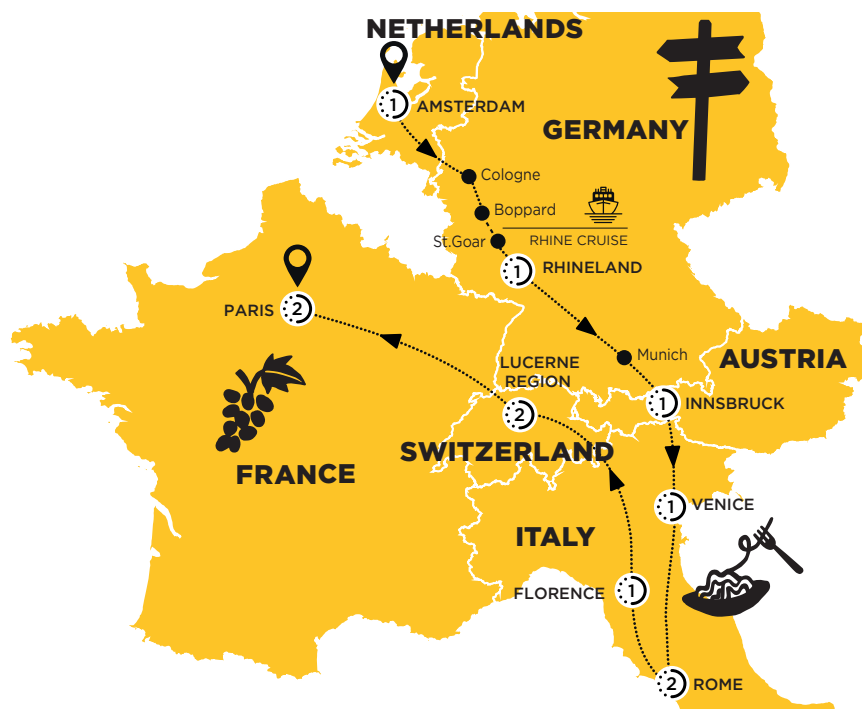 NETHERLANDS
1 AMSTERDAM
GERMANY
Cologne
Boppard
St.Goar
RHINE CRUISE
1 RHINELAND
PARIS 2
Munich
AUSTRIA
LUCERNE
REGION
2
1 INNSBRUCK
SWITZERLAND
FRANCE
1 VENICE
ITALY
FLORENCE 1
2 ROME